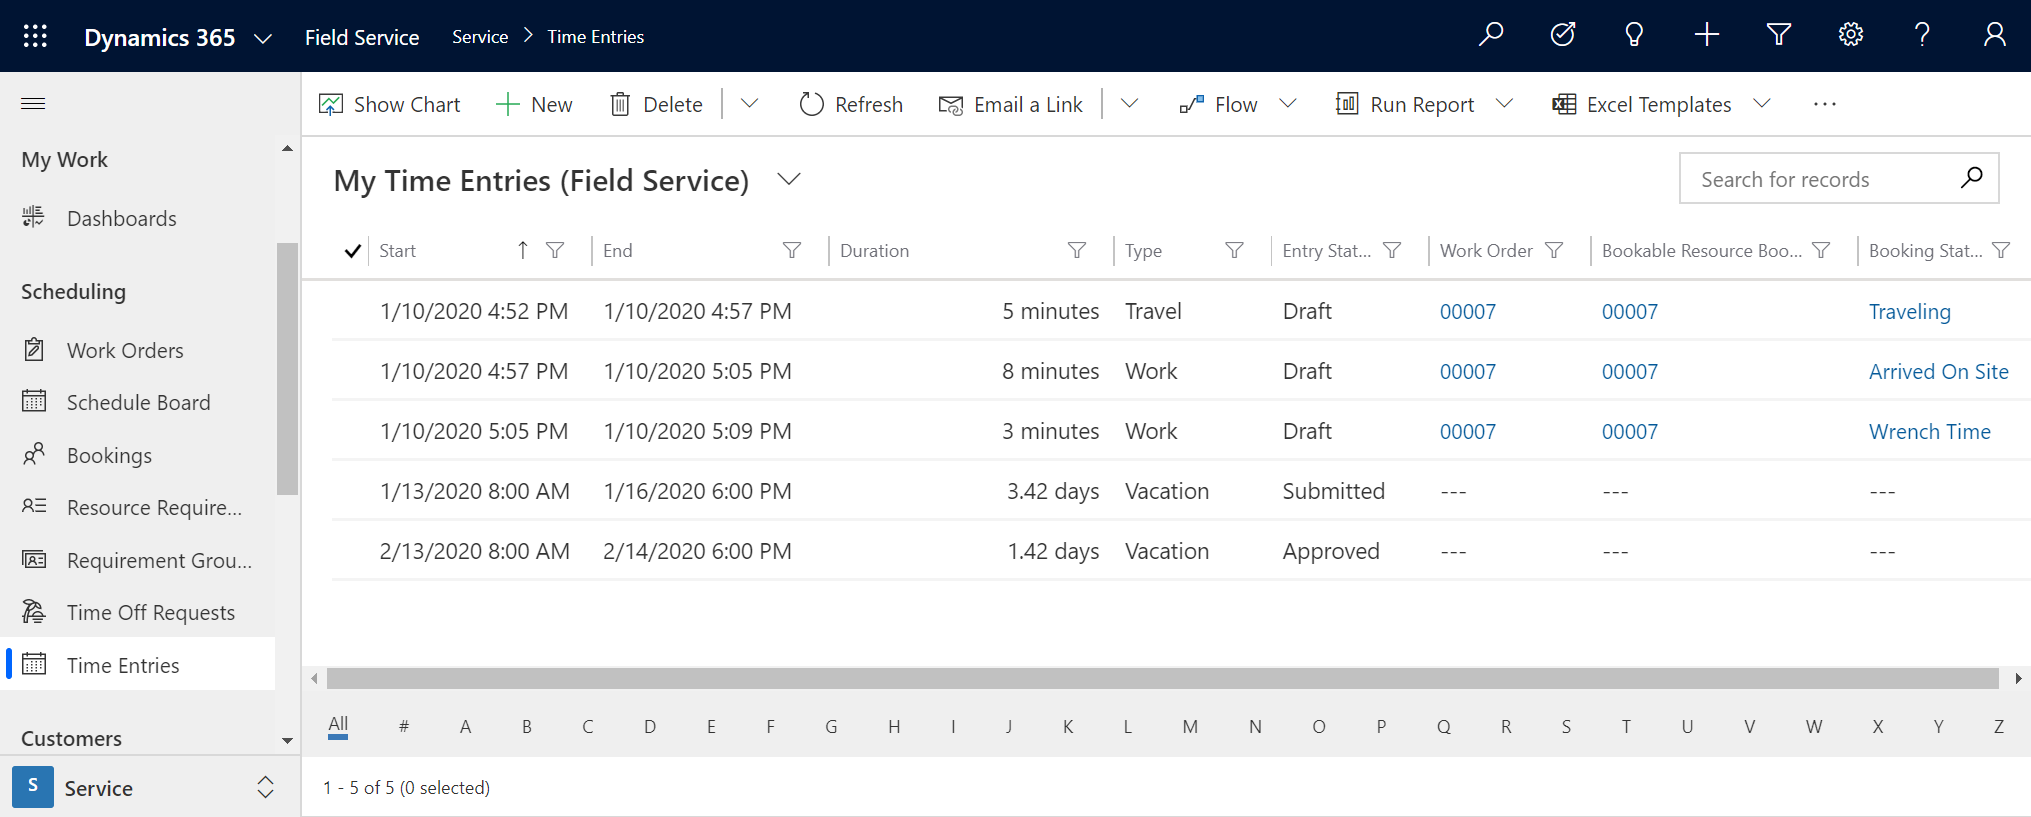 Dynamics 365 Field Service Service > Time Entries
Show Chart New Delete Refresh Email a Link Flow Run Report Excel Templates ...
My Work
Dashboards
Scheduling
Work Orders
Schedule Board
Bookings
Resource Require...
Requirement Grou...
Time Off Requests
Time Entries
Customers
S Service
My Time Entries (Field Service)
Search for records
Start End Duration Type Entry Stat... Work Order Bookable Resource Boo... Booking Stat...
1/10/2020 4:52 PM 1/10/2020 4:57 PM 5 minutes Travel Draft 00007 00007 Traveling
1/10/2020 4:57 PM 1/10/2020 5:05 PM 8 minutes Work Draft 00007 00007 Arrived On Site
1/10/2020 5:05 PM 1/10/2020 5:09 PM 3 minutes Work Draft 00007 00007 Wrench Time
1/13/2020 8:00 AM 1/16/2020 6:00 PM 3.42 days Vacation Submitted --- --- ---
2/13/2020 8:00 AM 2/14/2020 6:00 PM 1.42 days Vacation Approved --- --- ---
All # A B C D E F G H I J K L M N O P Q R S T U V W X Y Z
1 - 5 of 5 (0 selected)